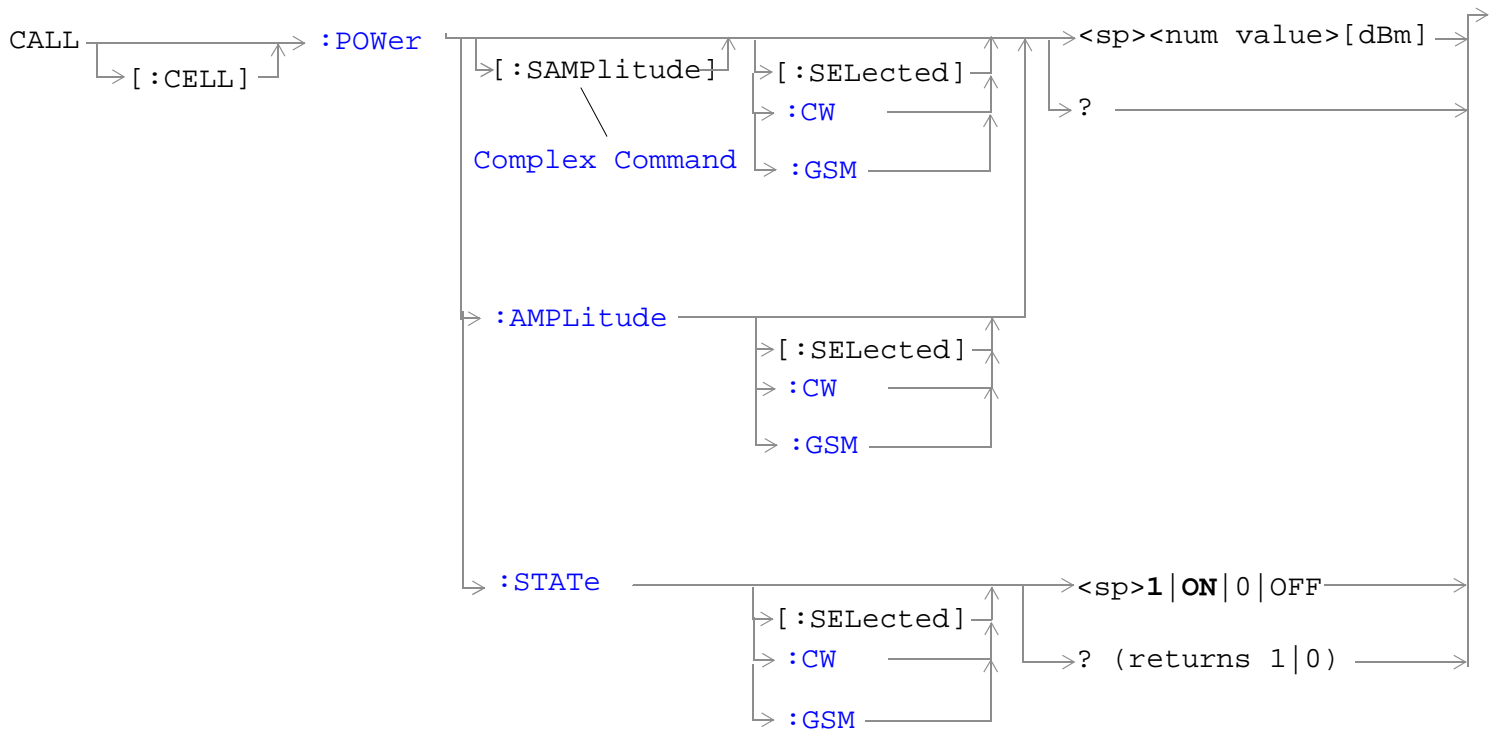 CALL :POWer <sp><num value>[dBm]
[:CELL] [:SAMPlitude] [:SELected]
:CW ?
Complex Command :GSM
:AMPLitude
[:SELected]
:CW
:GSM
:STATe <sp>1|ON|0|OFF
[:SELected]
:CW ? (returns 1|0)
:GSM